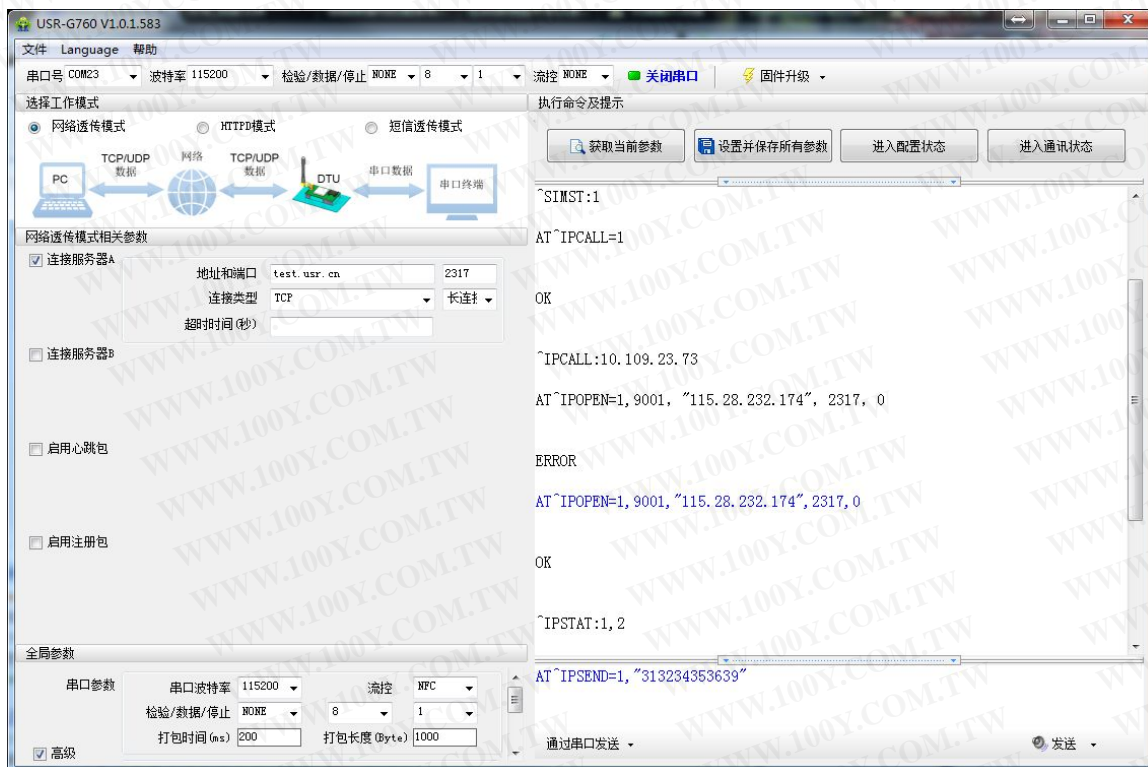 USR-G760 V1.0.1.583
文件 Language 帮助
串口号 COM23 波特率 115200 检验/数据/停止 NONE 8 1 流控 NONE 关闭串口 固件升级
选择工作模式
网络透传模式 HTTPD模式 短信透传模式
PC
TCP/UDP
数据
网络
TCP/UDP
数据
DTU
串口数据
串口终端
网络透传模式相关参数
连接服务器A
地址和端口 test.usr.cn 2317
连接类型 TCP 长连接
超时时间(秒)
连接服务器B
启用心跳包
启用注册包
全局参数
串口参数
串口波特率 115200 流控 NFC
检验/数据/停止 NONE 8 1
打包时间(ms) 200 打包长度(Byte) 1000
高级
执行命令及提示
获取当前参数 设置并保存所有参数 进入配置状态 进入通讯状态
^SIMST:1
AT^IPCALL=1
OK
^IPCALL:10.109.23.73
AT^IPOPEN=1,9001, "115.28.232.174", 2317, 0
ERROR
AT^IPOPEN=1,9001,"115.28.232.174",2317,0
OK
^IPSTAT:1,2
AT^IPSEND=1,"313234353639"
通过串口发送 发送
WWW.100Y.COM.TW